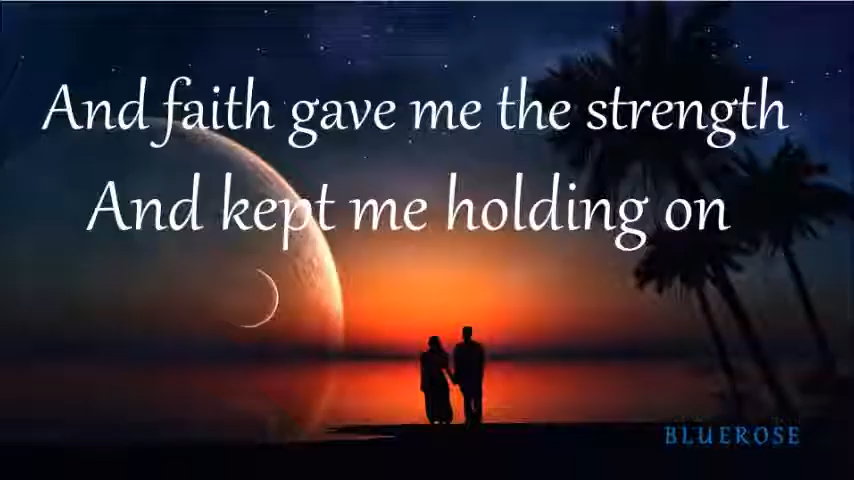 And faith gave me the strength
And kept me holding on
BLUEROSE